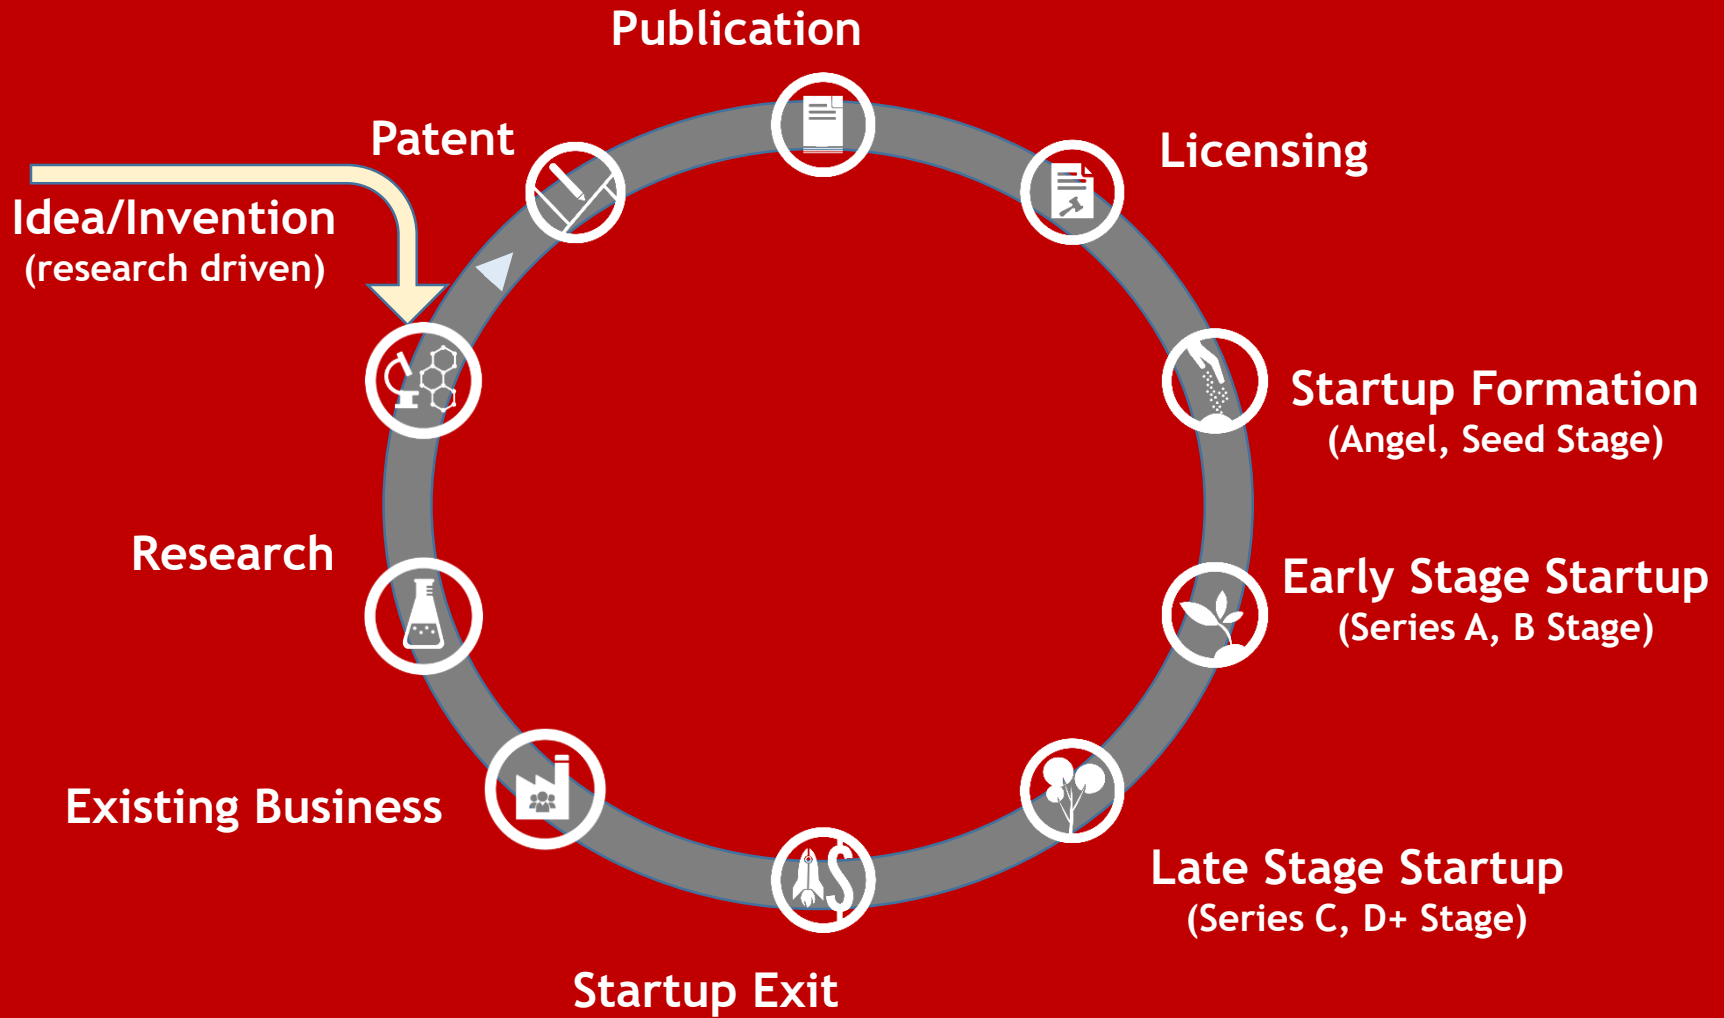 Publication
Patent
Licensing
Idea/Invention
(research driven)
Startup Formation
(Angel, Seed Stage)
Research
Early Stage Startup
(Series A, B Stage)
Existing Business
Late Stage Startup
(Series C, D+ Stage)
Startup Exit